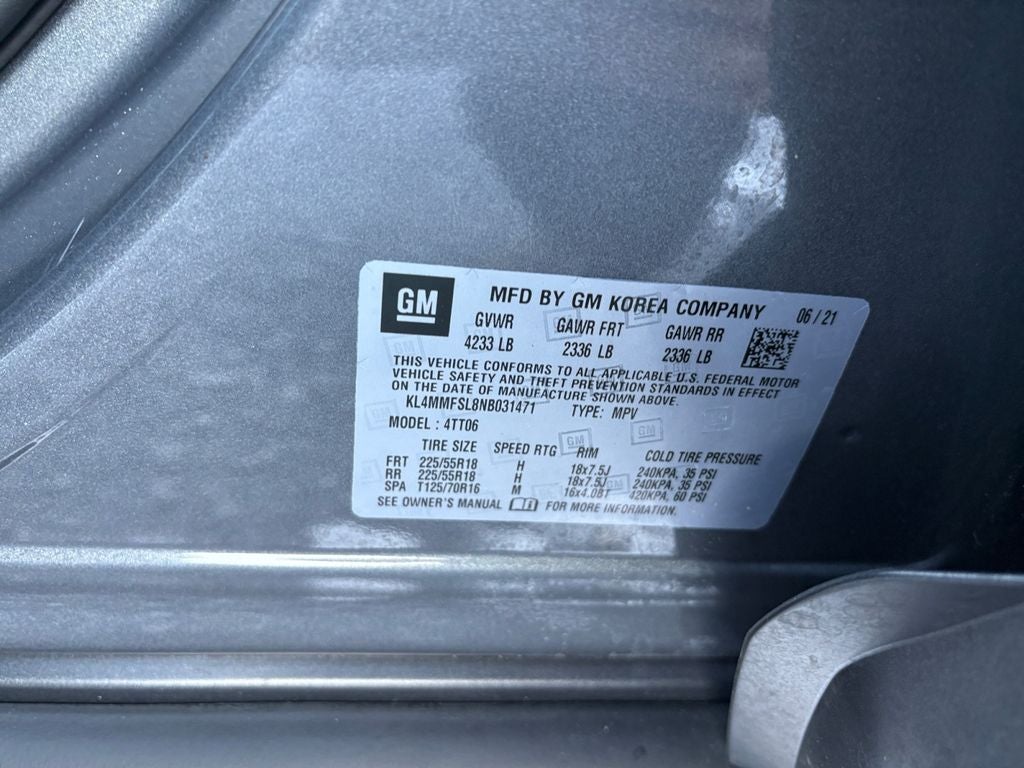 GM
MFD BY GM KOREA COMPANY 06 / 21
GVWR GAWR FRT GAWR RR
4233 LB 2336 LB 2336 LB
THIS VEHICLE CONFORMS TO ALL APPLICABLE U.S. FEDERAL MOTOR
VEHICLE SAFETY AND THEFT PREVENTION STANDARDS IN EFFECT
ON THE DATE OF MANUFACTURE SHOWN ABOVE.
KL4MMFSL8NB031471 TYPE: MPV
MODEL : 4TT06
TIRE SIZE SPEED RTG RIM COLD TIRE PRESSURE
FRT 225/55R18 H 18x7.5J 240KPA, 35 PSI
RR 225/55R18 H 18x7.5J 240KPA, 35 PSI
SPA T125/70R16 M 16x4.0BT 420KPA, 60 PSI
SEE OWNER'S MANUAL FOR MORE INFORMATION.